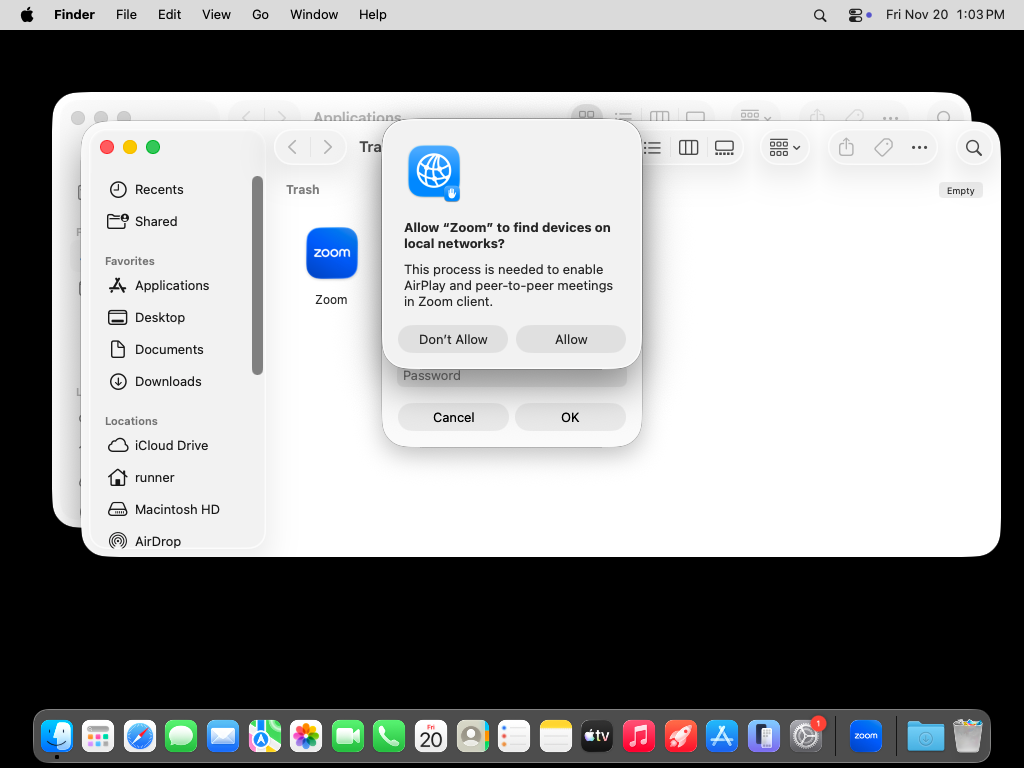 Finder File Edit View Go Window Help Fri Nov 20 1:03 PM
Applications
Tra
Recents
Shared
Favorites
Applications
Desktop
Documents
Downloads
Locations
iCloud Drive
runner
Macintosh HD
AirDrop
Trash
Empty
zoom
Zoom
Allow “Zoom” to find devices on
local networks?
This process is needed to enable
AirPlay and peer-to-peer meetings
in Zoom client.
Don't Allow Allow
Password
Cancel OK
Fri
20
tv
1
zoom